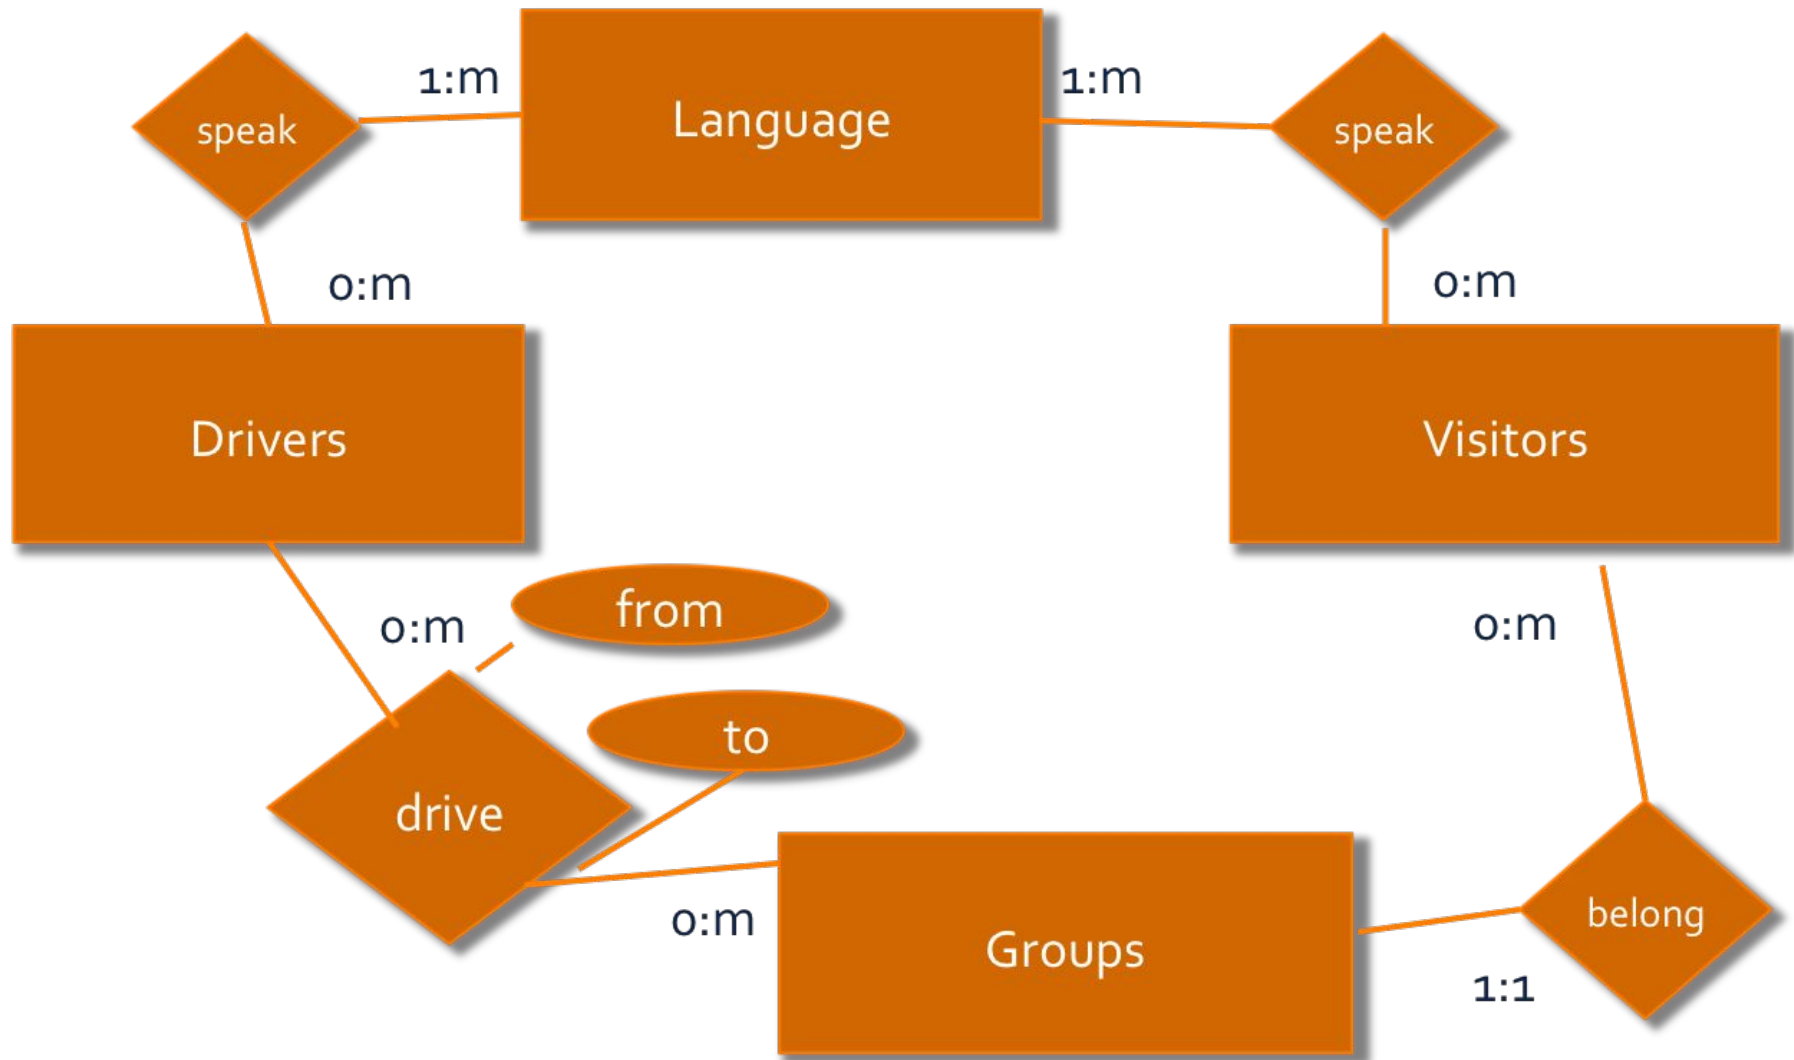 1:m
Language
1:m
speak
speak
0:m
0:m
Drivers
Visitors
from
0:m
0:m
to
drive
belong
0:m
Groups
1:1